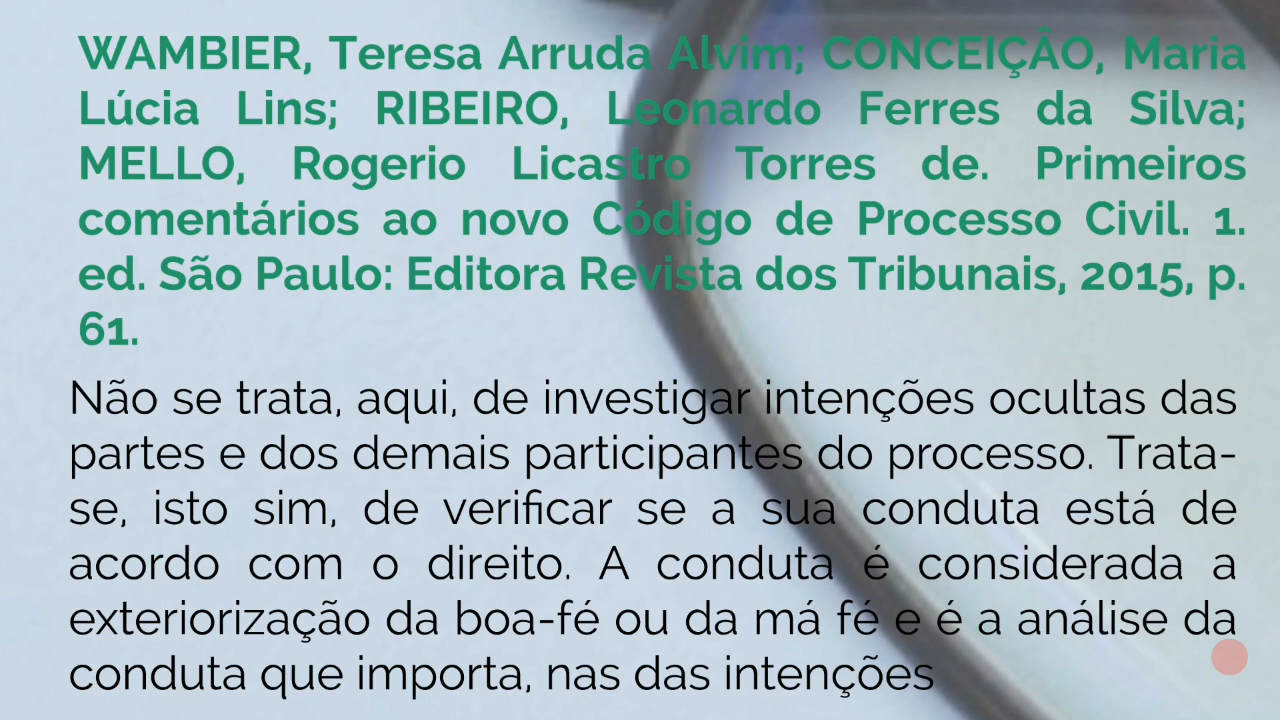 WAMBIER, Teresa Arruda Alvim; CONCEIÇÃO, Maria
Lúcia Lins; RIBEIRO, Leonardo Ferres da Silva;
MELLO, Rogerio Licastro Torres de. Primeiros
comentários ao novo Código de Processo Civil. 1.
ed. São Paulo: Editora Revista dos Tribunais, 2015, p.
61.
Não se trata, aqui, de investigar intenções ocultas das
partes e dos demais participantes do processo. Trata-
se, isto sim, de verificar se a sua conduta está de
acordo com o direito. A conduta é considerada a
exteriorização da boa-fé ou da má fé e é a análise da
conduta que importa, nas das intenções